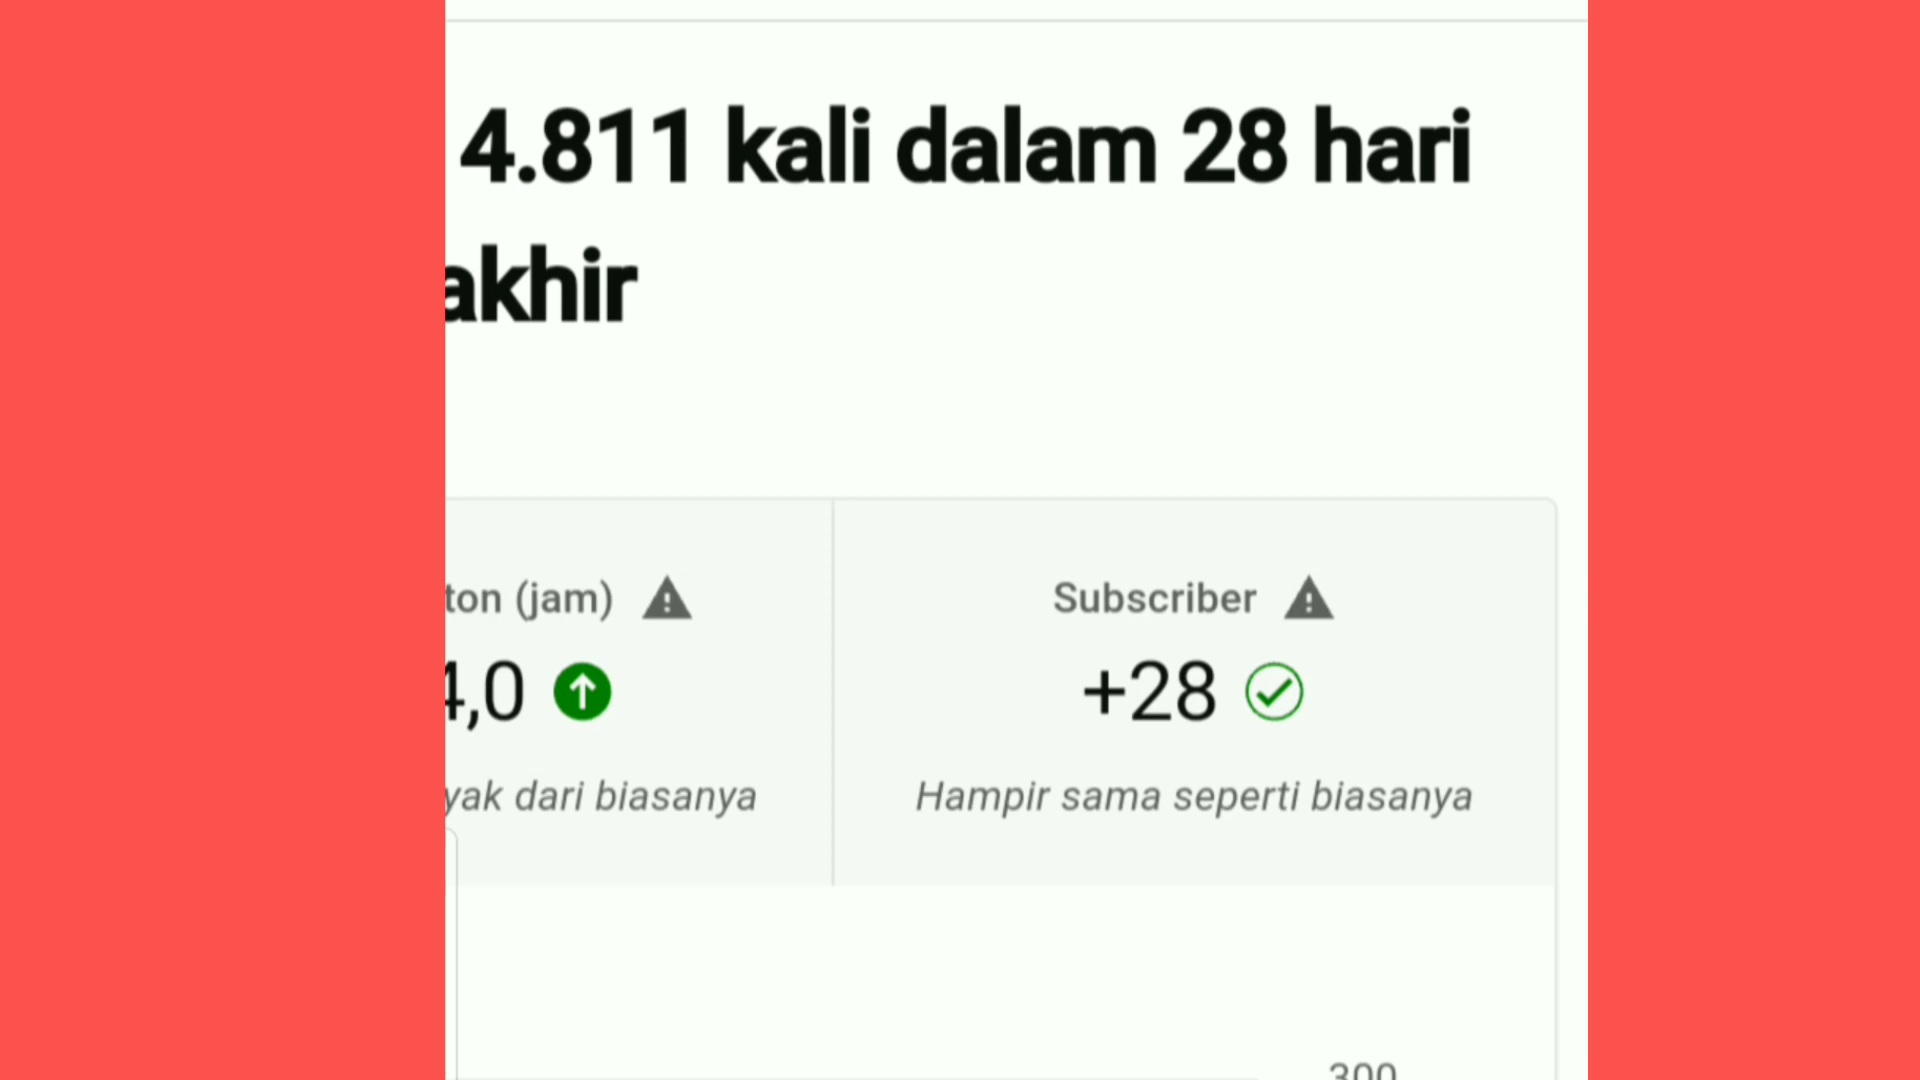 4.811 kali dalam 28 hari
akhir
ton (jam)
4,0
yak dari biasanya
Subscriber
+28
Hampir sama seperti biasanya
300